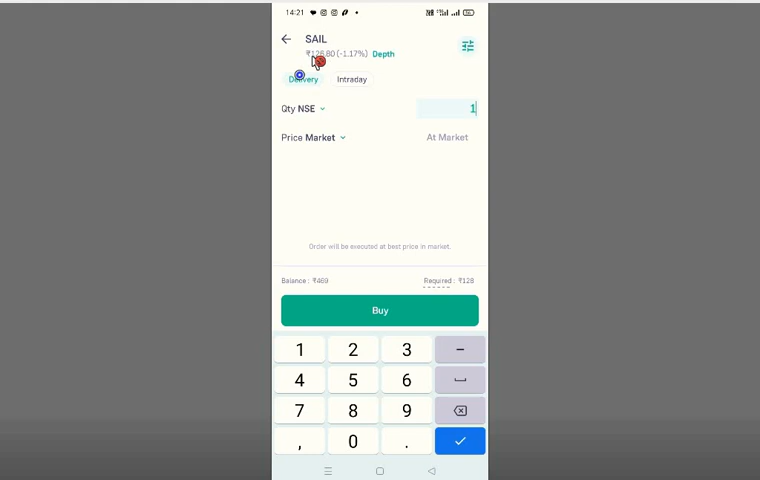 14:21
SAIL
₹126.80 (-1.17%) Depth
Delivery Intraday
Qty NSE 1
Price Market At Market
Order will be executed at best price in market.
Balance : ₹469 Required : ₹128
Buy
1 2 3 –
4 5 6
7 8 9
, 0 .